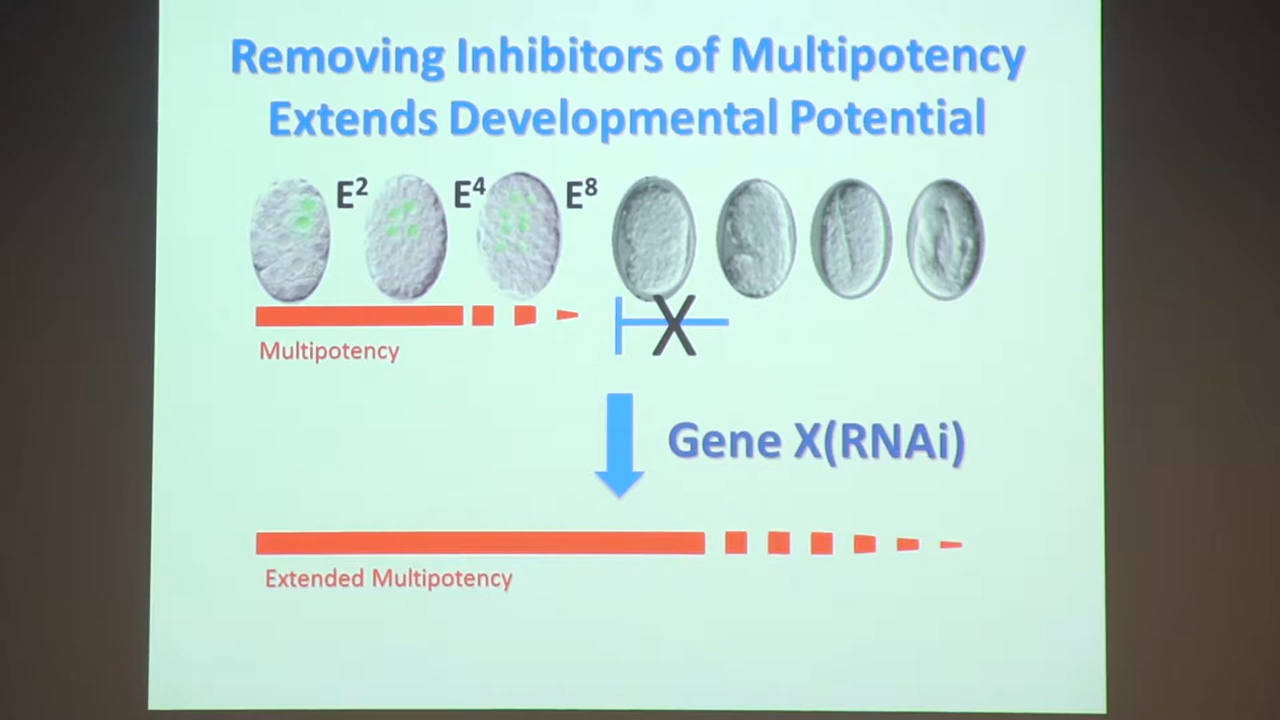 Removing Inhibitors of Multipotency
Extends Developmental Potential
E² E⁴ E⁸
Multipotency
X
Gene X(RNAi)
Extended Multipotency